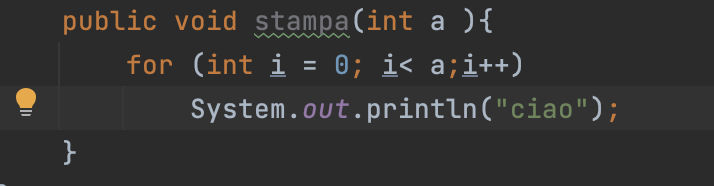 public void stampa(int a ){
for (int i = 0; i< a;i++)
System.out.println("ciao");
}